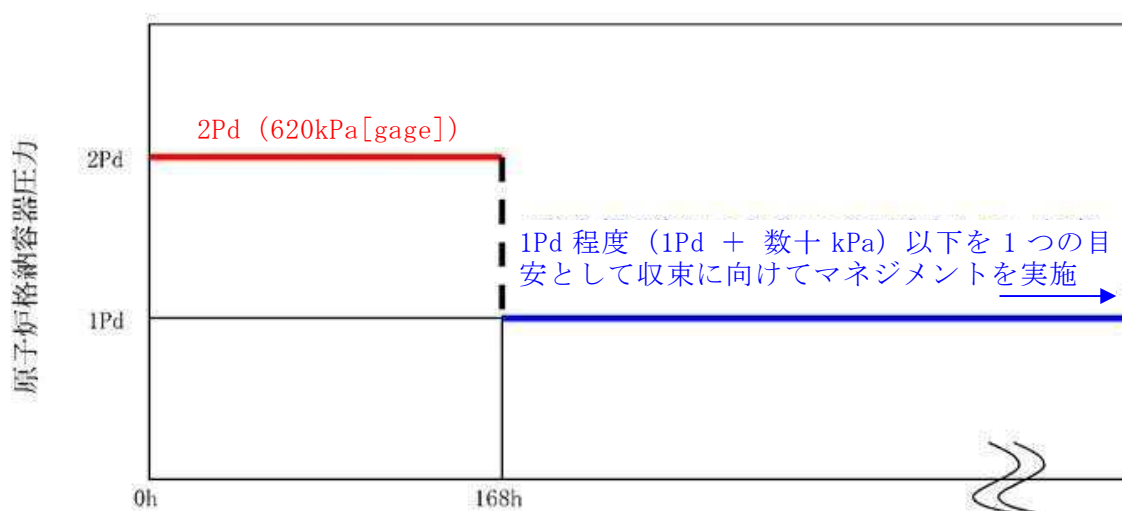 2Pd (620kPa[gage])
2Pd
1Pd 程度（1Pd + 数十 kPa）以下を 1 つの目
安として収束に向けてマネジメントを実施
1Pd
原子炉格納容器圧力
0h
168h